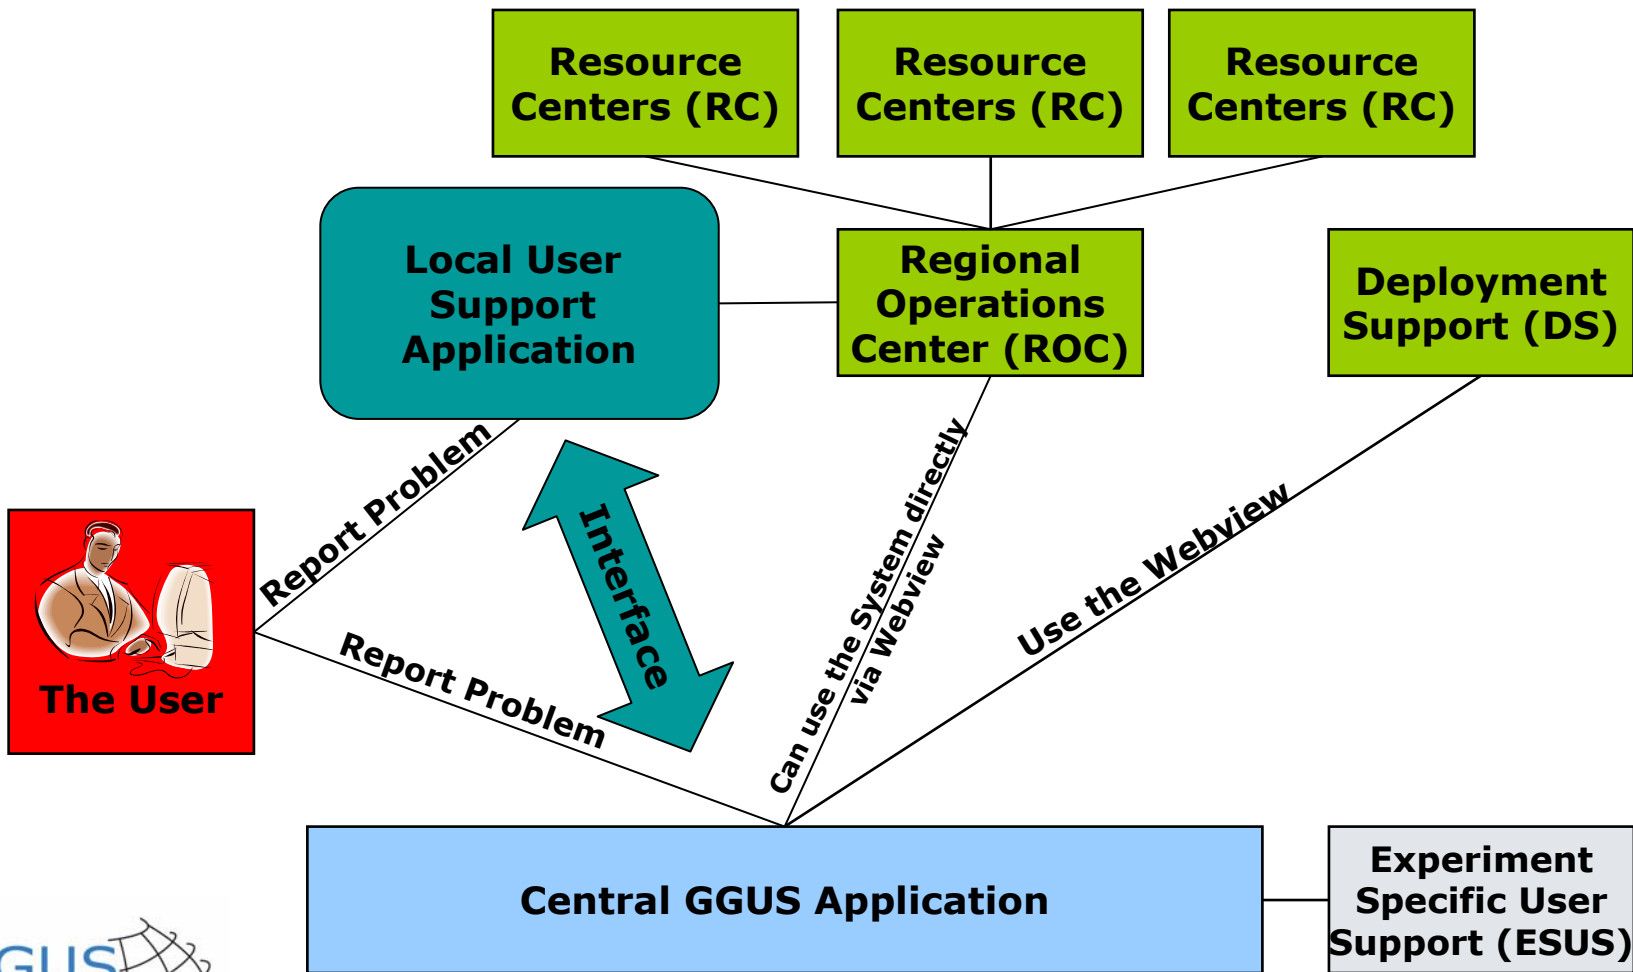 Resource
Centers (RC)
Resource
Centers (RC)
Resource
Centers (RC)
Local User
Support
Application
Regional
Operations
Center (ROC)
Deployment
Support (DS)
Report Problem
Interface
Can use the System directly
via Webview
Use the Webview
The User
Report Problem
Central GGUS Application
Experiment
Specific User
Support (ESUS)
GUS